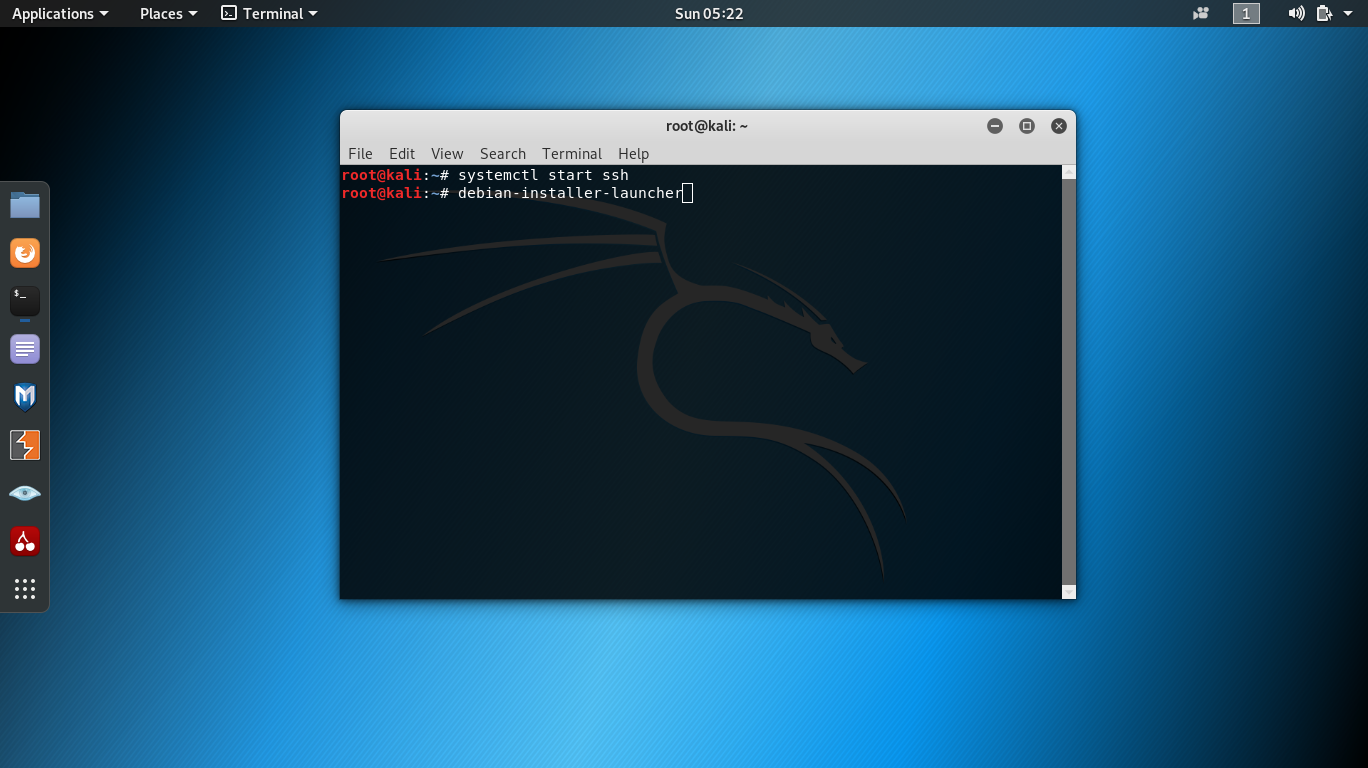 Applications Places Terminal Sun 05:22 1
root@kali: ~
File Edit View Search Terminal Help
root@kali:~# systemctl start ssh
root@kali:~# debian-installer-launcher
$_